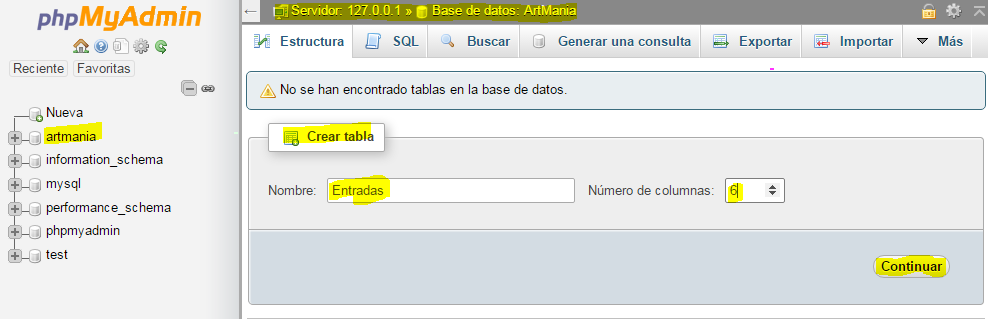 phpMyAdmin
Reciente Favoritas
Nueva
artmania
information_schema
mysql
performance_schema
phpmyadmin
test
Servidor: 127.0.0.1 » Base de datos: ArtMania
Estructura SQL Buscar Generar una consulta Exportar Importar Más
No se han encontrado tablas en la base de datos.
Crear tabla
Nombre: Entradas Número de columnas: 6
Continuar